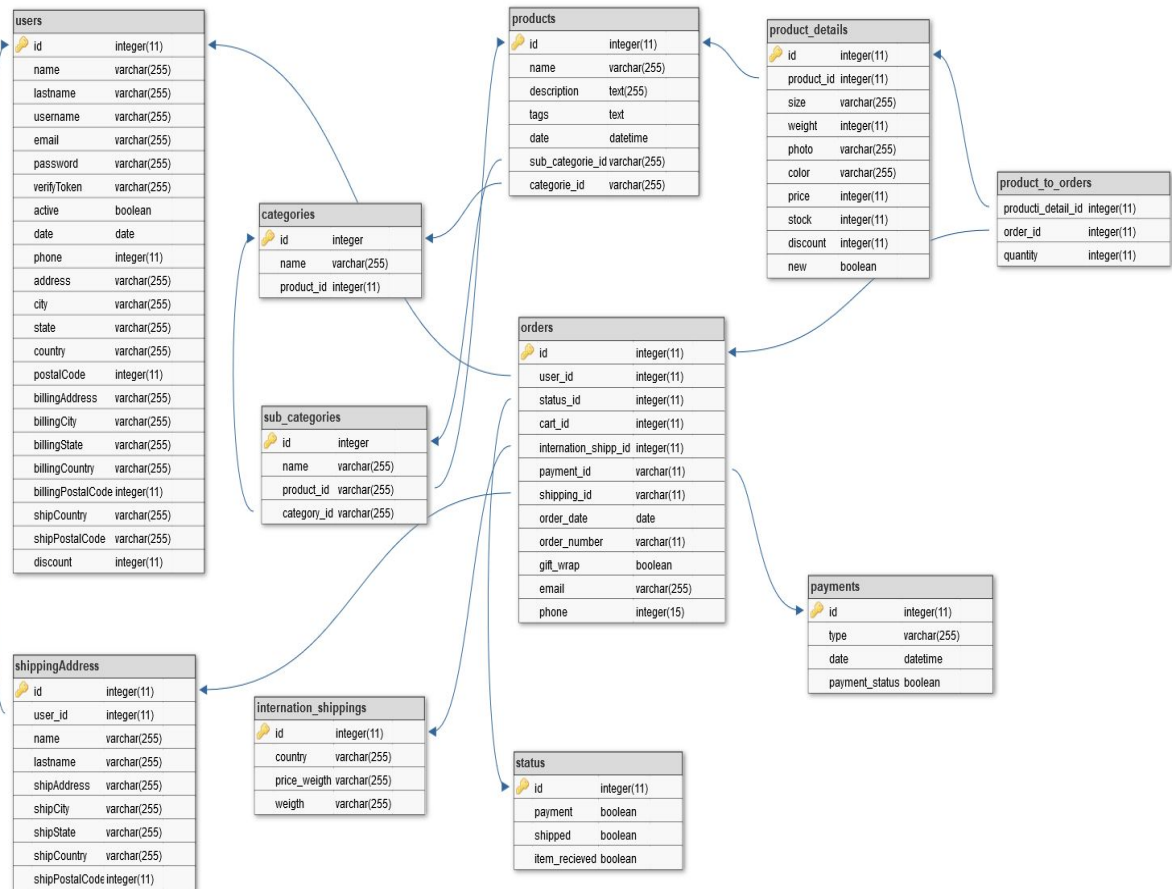 users
id integer(11)
name varchar(255)
lastname varchar(255)
username varchar(255)
email varchar(255)
password varchar(255)
verifyToken varchar(255)
active boolean
date date
phone integer(11)
address varchar(255)
city varchar(255)
state varchar(255)
country varchar(255)
postalCode integer(11)
billingAddress varchar(255)
billingCity varchar(255)
billingState varchar(255)
billingCountry varchar(255)
billingPostalCode integer(11)
shipCountry varchar(255)
shipPostalCode varchar(255)
discount integer(11)
products
id integer(11)
name varchar(255)
description text(255)
tags text
date datetime
sub_categorie_id varchar(255)
categorie_id varchar(255)
product_details
id integer(11)
product_id integer(11)
size varchar(255)
weight integer(11)
photo varchar(255)
color varchar(255)
price integer(11)
stock integer(11)
discount integer(11)
new boolean
product_to_orders
producti_detail_id integer(11)
order_id integer(11)
quantity integer(11)
categories
id integer
name varchar(255)
product_id integer(11)
sub_categories
id integer
name varchar(255)
product_id varchar(255)
category_id varchar(255)
orders
id integer(11)
user_id integer(11)
status_id integer(11)
cart_id integer(11)
internation_shipp_id integer(11)
payment_id varchar(11)
shipping_id varchar(11)
order_date date
order_number varchar(11)
gift_wrap boolean
email varchar(255)
phone integer(15)
payments
id integer(11)
type varchar(255)
date datetime
payment_status boolean
shippingAddress
id integer(11)
user_id integer(11)
name varchar(255)
lastname varchar(255)
shipAddress varchar(255)
shipCity varchar(255)
shipState varchar(255)
shipCountry varchar(255)
shipPostalCode integer(11)
internation_shippings
id integer(11)
country varchar(255)
price_weigth varchar(255)
weigth varchar(255)
status
id integer(11)
payment boolean
shipped boolean
item_recieved boolean